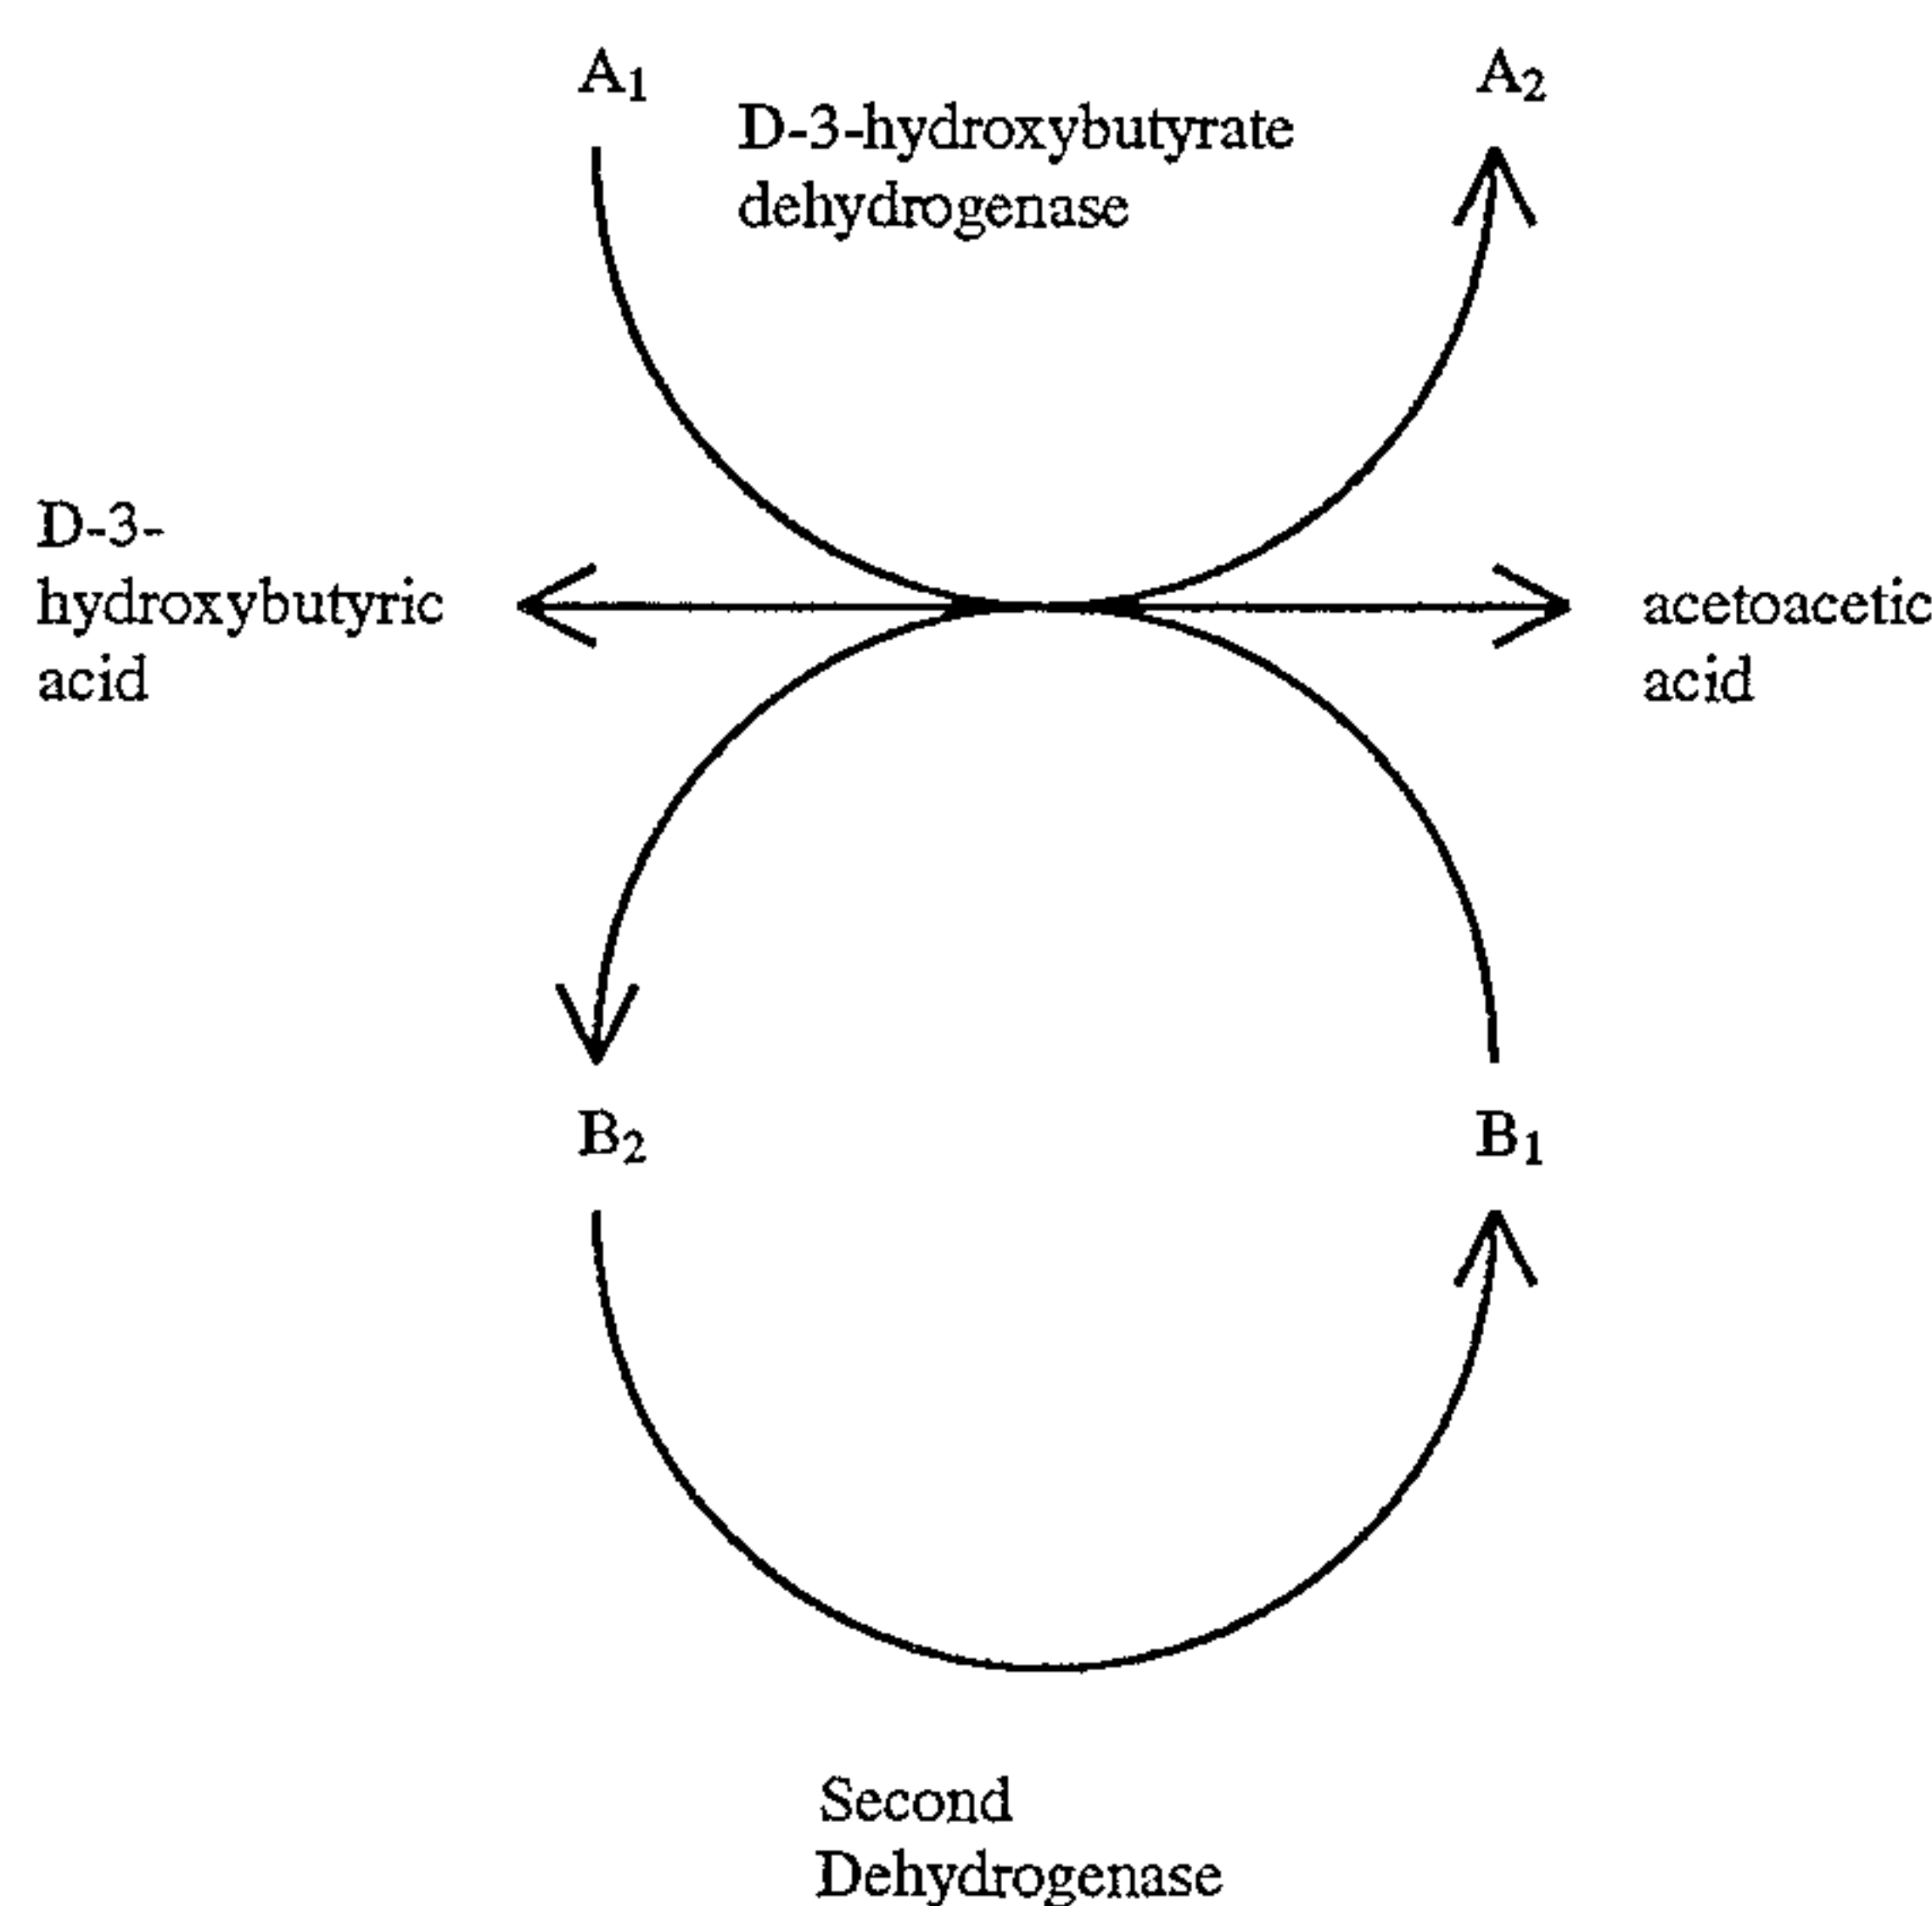 A₁
A₂
D-3-hydroxybutyrate
dehydrogenase
D-3-
hydroxybutyric
acid
acetoacetic
acid
B₂
B₁
Second
Dehydrogenase